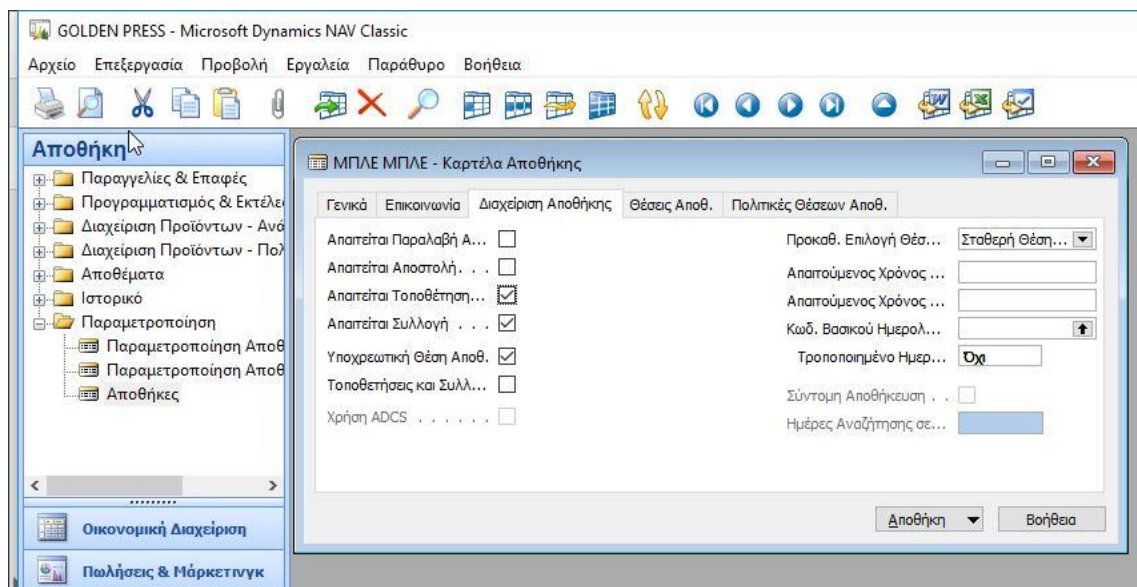 GOLDEN PRESS - Microsoft Dynamics NAV Classic
Αρχείο Επεξεργασία Προβολή Εργαλεία Παράθυρο Βοήθεια
Αποθήκη
Παραγγελίες & Επαφές
Προγραμματισμός & Εκτέλε
Διαχείριση Προϊόντων - Ανά
Διαχείριση Προϊόντων - Πολ
Αποθέματα
Ιστορικό
Παραμετροποίηση
Παραμετροποίηση Αποθ
Παραμετροποίηση Αποθ
Αποθήκες
Οικονομική Διαχείριση
Πωλήσεις & Μάρκετινγκ
ΜΠΛΕ ΜΠΛΕ - Καρτέλα Αποθήκης
Γενικά Επικοινωνία Διαχείριση Αποθήκης Θέσεις Αποθ. Πολιτικές Θέσεων Αποθ.
Απαιτείται Παραλαβή Α...
Απαιτείται Αποστολή. . .
Απαιτείται Τοποθέτηση...
Απαιτείται Συλλογή . . .
Υποχρεωτική Θέση Αποθ.
Τοποθετήσεις και Συλλ...
Χρήση ADCS . . . . . .
Προκαθ. Επιλογή Θέσ... Σταθερή Θέση...
Απαιτούμενος Χρόνος ...
Απαιτούμενος Χρόνος ...
Κωδ. Βασικού Ημερολ...
Τροποποιημένο Ημερ... Όχι
Σύντομη Αποθήκευση . .
Ημέρες Αναζήτησης σε...
Αποθήκη Βοήθεια